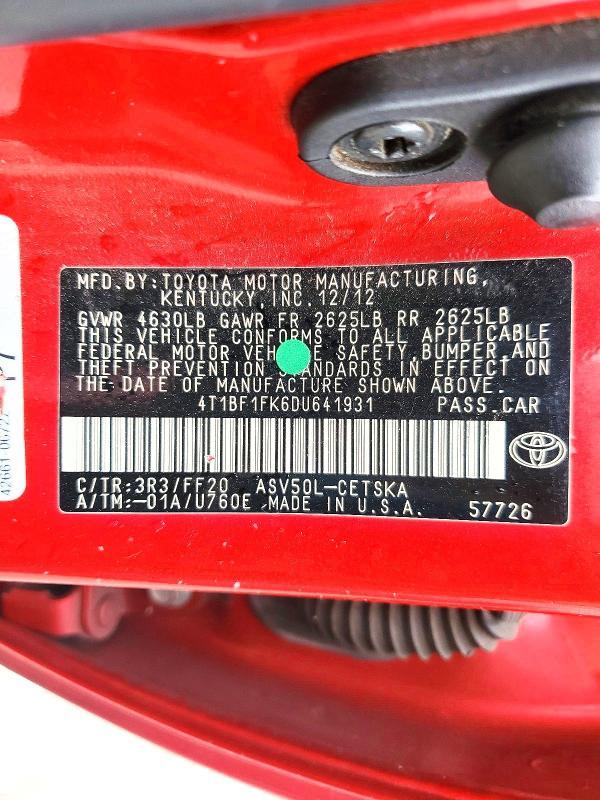 MFD.BY:TOYOTA MOTOR MANUFACTURING,
KENTUCKY,INC.12/12
GVWR 4630LB GAWR FR 2625LB RR 2625LB
THIS VEHICLE CONFORMS TO ALL APPLICABLE
FEDERAL MOTOR SAFETY,BUMPER,AND
THEFT PREVENTION STANDARDS IN EFFECT ON
THE DATE OF MANUFACTURE SHOWN ABOVE.
4T1BF1FK6DU641931 PASS.CAR
C/TR:3R3/FF20 ASV50L-CETSKA
A/TM:-01A/U760E MADE IN U.S.A. 57726